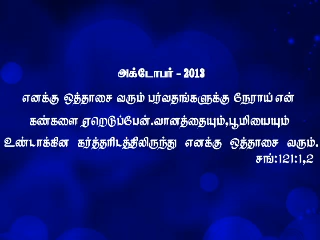 அக்டோபர் - 2013
எனக்கு ஒத்தாசை வரும் பர்வதங்களுக்கு நேராய் என்
கண்களை ஏறெடுப்பேன்.வானத்தையும்,பூமியையும்
உண்டாக்கின கர்த்தரிடத்திலிருந்து எனக்கு ஒத்தாசை வரும்.
சங்:121:1,2